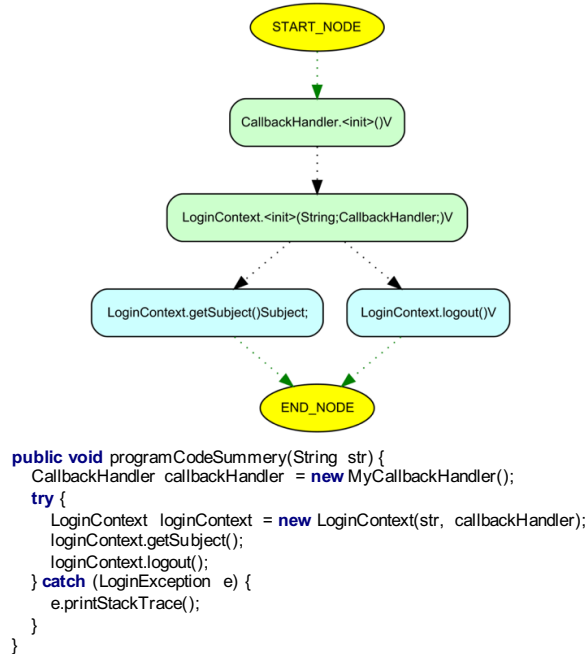 START_NODE
CallbackHandler.<init>()V
LoginContext.<init>(String;CallbackHandler;)V
LoginContext.getSubject()Subject;
LoginContext.logout()V
END_NODE
public void programCodeSummery(String str) {
CallbackHandler callbackHandler = new MyCallbackHandler();
try {
LoginContext loginContext = new LoginContext(str, callbackHandler);
loginContext.getSubject();
loginContext.logout();
} catch (LoginException e) {
e.printStackTrace();
}
}